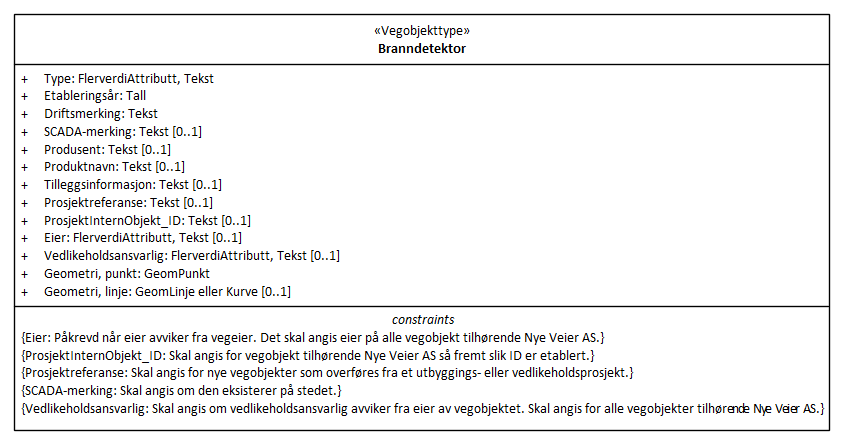 «Vegobjekttype»
Branndetektor
+ Type: FlerverdiAttributt, Tekst
+ Etableringsår: Tall
+ Driftsmerking: Tekst
+ SCADA-merking: Tekst [0..1]
+ Produsent: Tekst [0..1]
+ Produktnavn: Tekst [0..1]
+ Tilleggsinformasjon: Tekst [0..1]
+ Prosjektreferanse: Tekst [0..1]
+ ProsjektInternObjekt_ID: Tekst [0..1]
+ Eier: FlerverdiAttributt, Tekst [0..1]
+ Vedlikeholdsansvarlig: FlerverdiAttributt, Tekst [0..1]
+ Geometri, punkt: GeomPunkt
+ Geometri, linje: GeomLinje eller Kurve [0..1]
constraints
{Eier: Påkrevd når eier avviker fra vegeier. Det skal angis eier på alle vegobjekt tilhørende Nye Veier AS.}
{ProsjektInternObjekt_ID: Skal angis for vegobjekt tilhørende Nye Veier AS så fremt slik ID er etablert.}
{Prosjektreferanse: Skal angis for nye vegobjekter som overføres fra et utbyggings- eller vedlikeholdsprosjekt.}
{SCADA-merking: Skal angis om den eksisterer på stedet.}
{Vedlikeholdsansvarlig: Skal angis om vedlikeholdsansvarlig avviker fra eier av vegobjektet. Skal angis for alle vegobjekter tilhørende Nye Veier AS.}